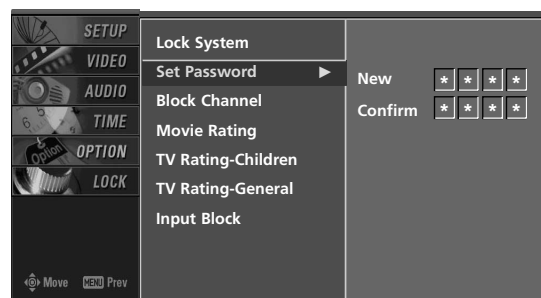 SETUP
VIDEO
AUDIO
TIME
OPTION
LOCK
Move MENU Prev
Lock System
Set Password ▶
Block Channel
Movie Rating
TV Rating-Children
TV Rating-General
Input Block
New * * * *
Confirm * * * *
Option